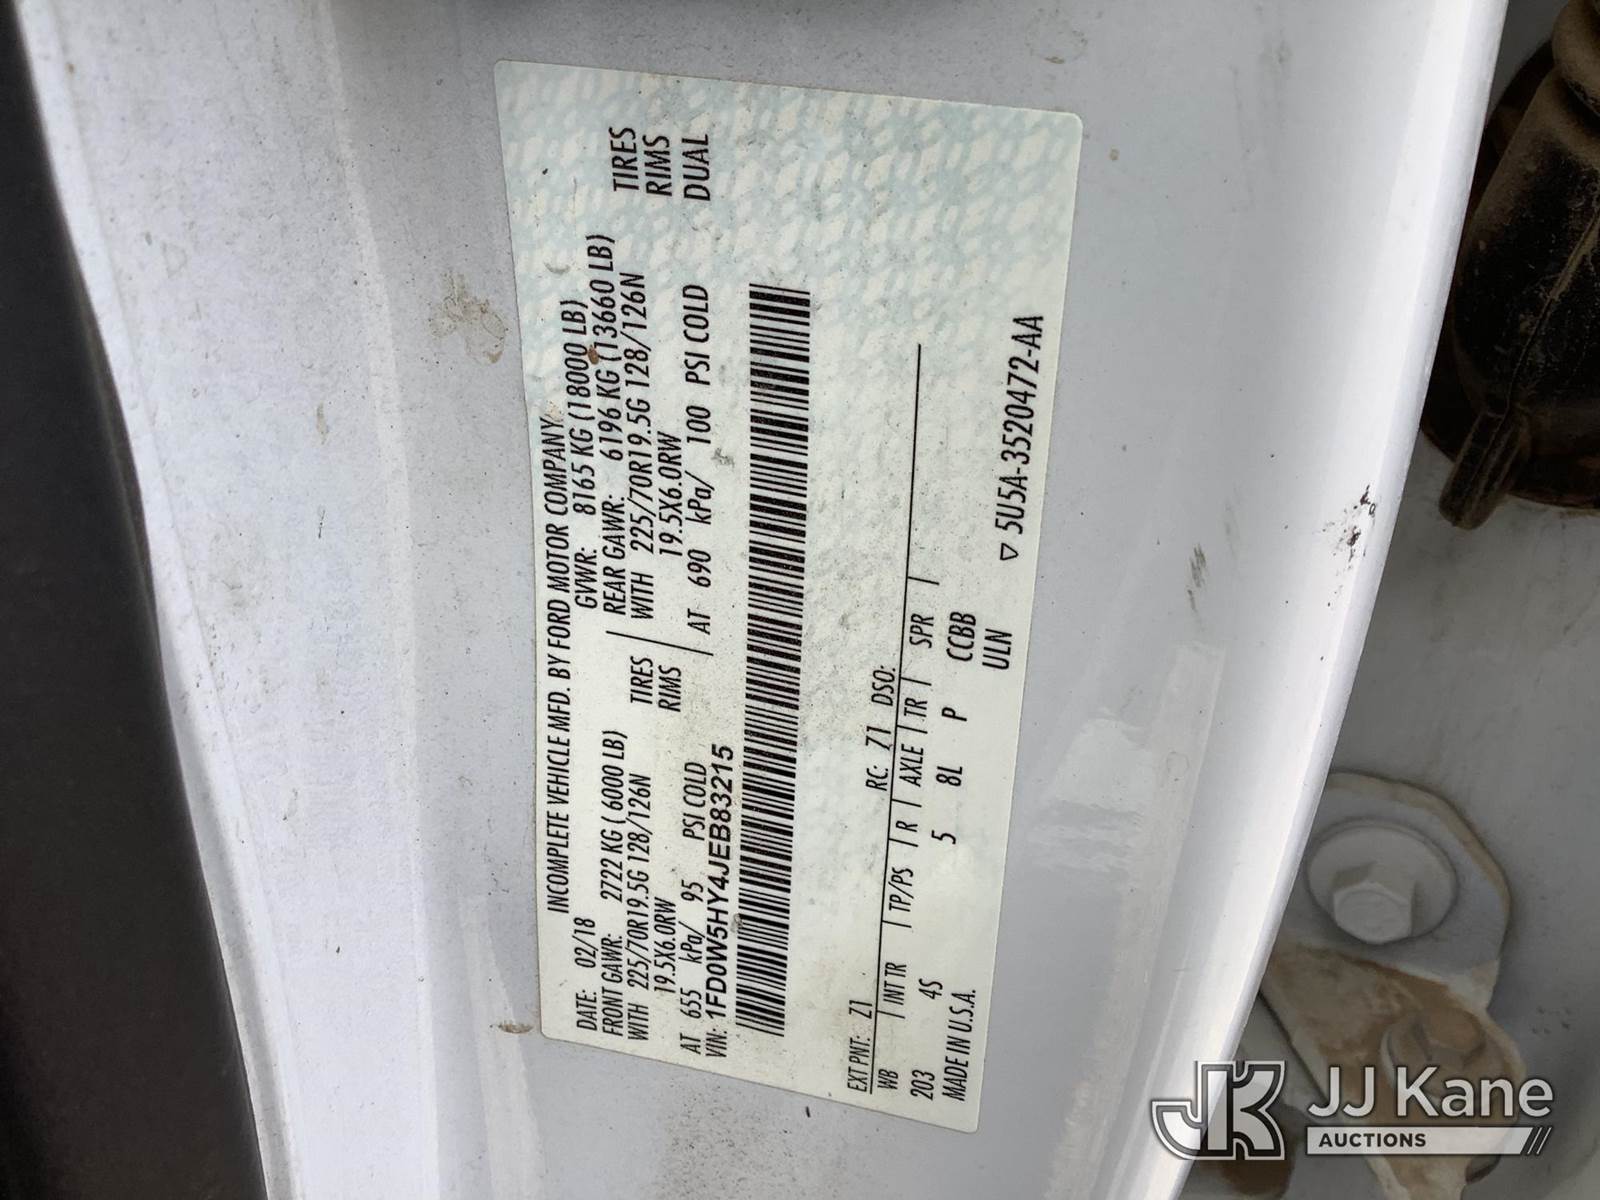 INCOMPLETE VEHICLE MFD. BY FORD MOTOR COMPANY
DATE: 02/18 GVWR: 8165 KG (18000 LB)
FRONT GAWR: 2722 KG (6000 LB) REAR GAWR: 6196 KG (13660 LB)
WITH 225/70R19.5G 128/126N TIRES WITH 225/70R19.5G 128/126N TIRES
19.5X6.0RW RIMS 19.5X6.0RW RIMS
AT 655 kPa/ 95 PSI COLD AT 690 kPa/ 100 PSI COLD DUAL
VIN: 1FD0W5HY4JEB83215
EXT PNT: Z1 RC: Z1 DSO:
WB INT TR TP/PS R AXLE TR SPR
203 4S 5 8L P CCBB
MADE IN U.S.A. ULN
▽ 5U5A-3520472-AA
JK JJ Kane
AUCTIONS